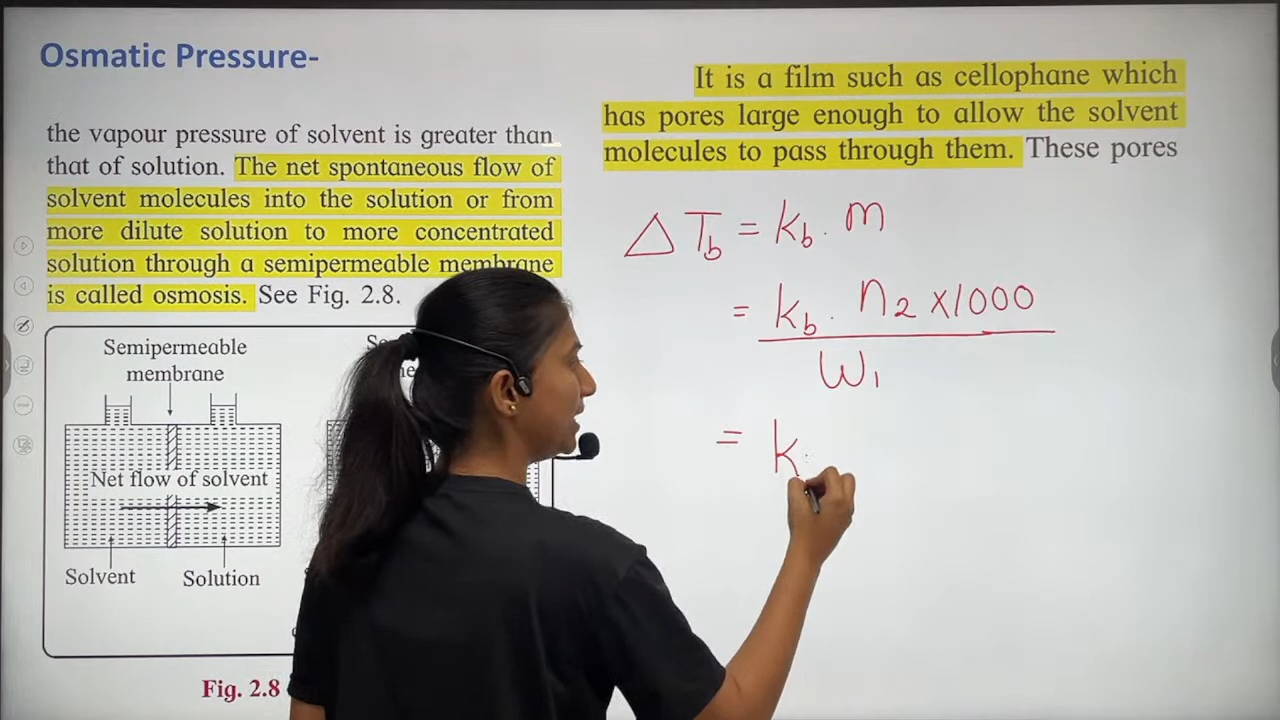 Osmatic Pressure-
the vapour pressure of solvent is greater than
that of solution. The net spontaneous flow of
solvent molecules into the solution or from
more dilute solution to more concentrated
solution through a semipermeable membrane
is called osmosis. See Fig. 2.8.
Semipermeable
membrane
Net flow of solvent
Solvent Solution
Fig. 2.8
It is a film such as cellophane which
has pores large enough to allow the solvent
molecules to pass through them. These pores
ΔTb = kb . m
= kb . n2 x1000
W1
= k